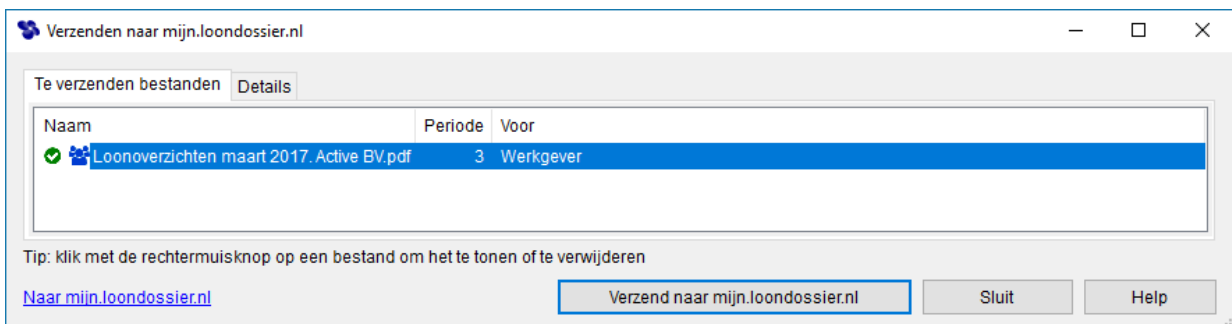 Verzenden naar mijn.loondossier.nl
Te verzenden bestanden Details
Naam Periode Voor
Loonoverzichten maart 2017. Active BV.pdf 3 Werkgever
Tip: klik met de rechtermuisknop op een bestand om het te tonen of te verwijderen
Naar mijn.loondossier.nl Verzend naar mijn.loondossier.nl Sluit Help